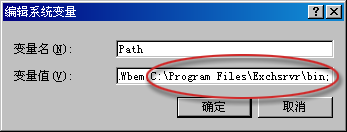 编辑系统变量
变量名(N):
Path
变量值(V):
.Wbem C:\Program Files\Exchsrvr\bin;
确定
取消